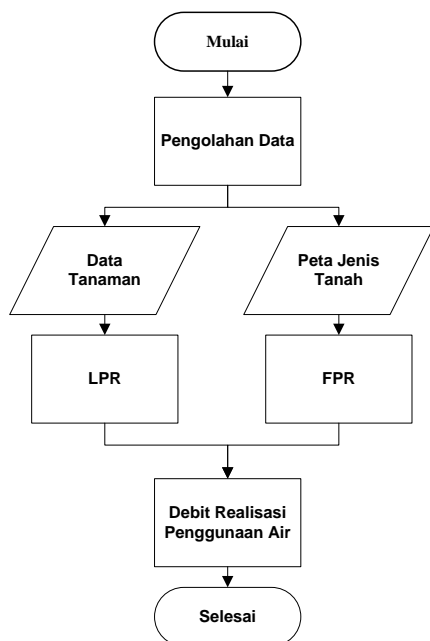 Mulai
Pengolahan Data
Data
Tanaman
Peta Jenis
Tanah
LPR
FPR
Debit Realisasi
Penggunaan Air
Selesai